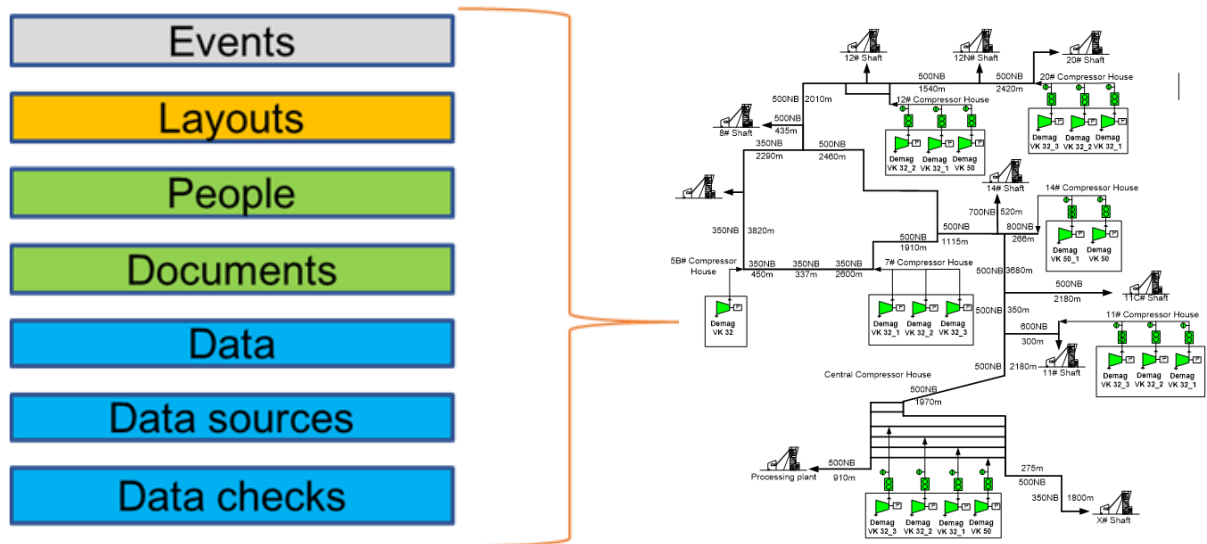 Events
Layouts
People
Documents
Data
Data sources
Data checks
12# Shaft
12N# Shaft
20# Shaft
500NB
1540m
500NB
2420m
20# Compressor House
500NB
2010m
12# Compressor House
Demag
VK 32_3
Demag
VK 32_2
Demag
VK 32_1
8# Shaft
500NB
435m
350NB
2290m
500NB
2460m
Demag
VK 32_2
Demag
VK 32_1
Demag
VK 50
14# Shaft
14# Compressor House
700NB
520m
350NB
3820m
500NB
1910m
500NB
1115m
800NB
266m
5B# Compressor
House
350NB
450m
350NB
337m
350NB
2600m
7# Compressor House
500NB
3680m
Demag
VK 50_1
Demag
VK 50
500NB
2180m
11C# Shaft
Demag
VK 32
Demag
VK 32_1
Demag
VK 32_2
Demag
VK 32_3
500NB
350m
11# Compressor House
600NB
300m
500NB
2180m
11# Shaft
Demag
VK 32_3
Demag
VK 32_2
Demag
VK 32_1
Central Compressor House
500NB
1970m
Processing plant
500NB
910m
275m
500NB
350NB
1800m
X# Shaft
Demag
VK 32_3
Demag
VK 32_2
Demag
VK 32_1
Demag
VK 50